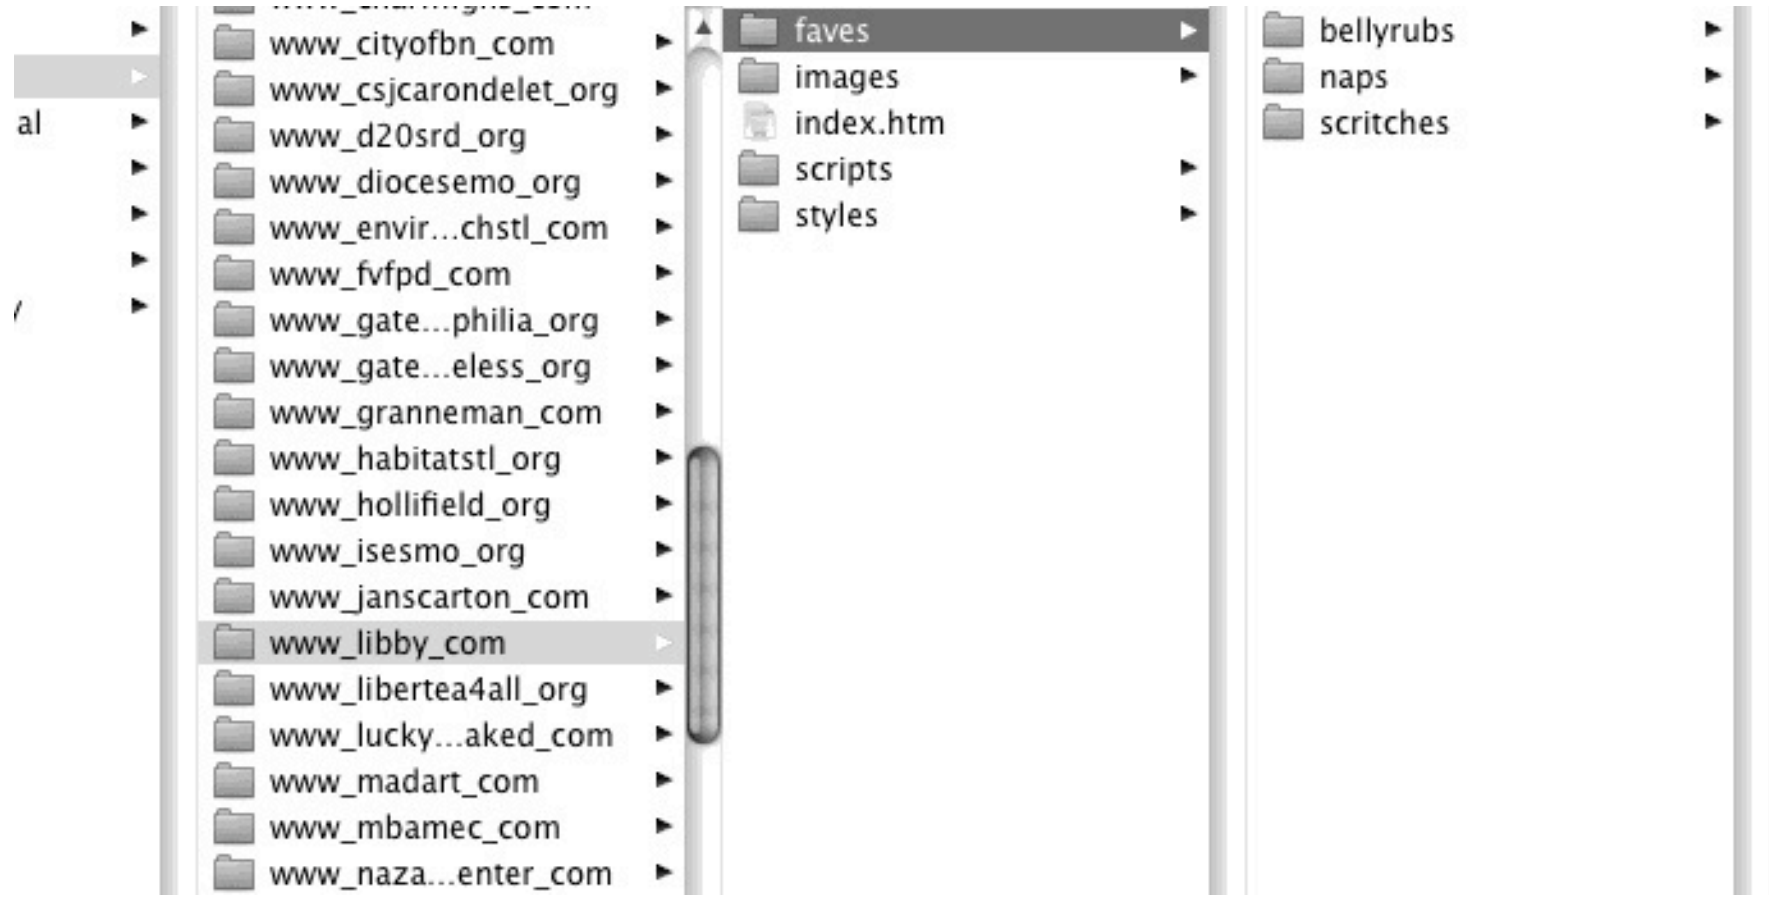 al
www_cityofbn_com
www_csjcarondelet_org
www_d20srd_org
www_diocesemo_org
www_envir...chstl_com
www_fvfpd_com
www_gate...philia_org
www_gate...eless_org
www_granneman_com
www_habitatstl_org
www_hollifield_org
www_isesmo_org
www_janscarton_com
www_libby_com
www_libertea4all_org
www_lucky...aked_com
www_madart_com
www_mbamec_com
www_naza...enter_com
faves
images
index.htm
scripts
styles
bellyrubs
naps
scritches